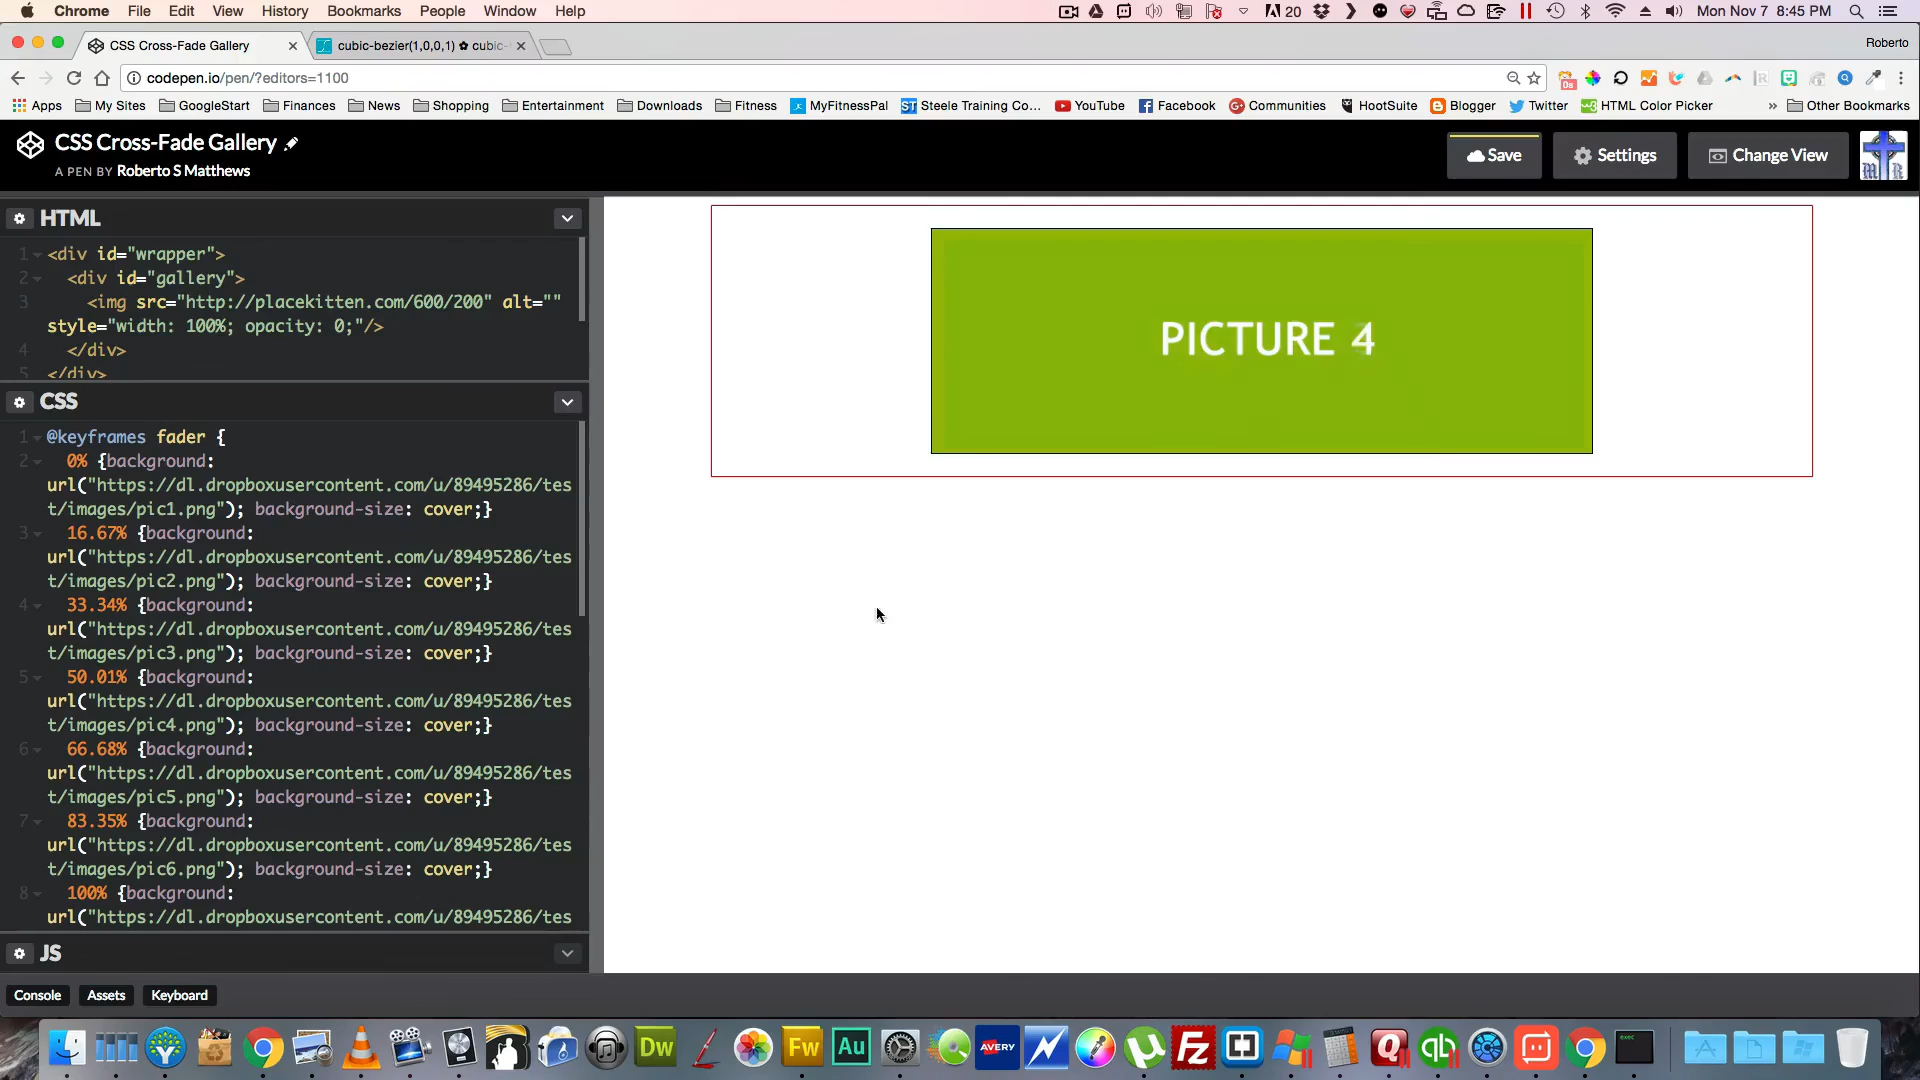 Chrome File Edit View History Bookmarks People Window Help 20 Mon Nov 7 8:45 PM
CSS Cross-Fade Gallery cubic-bezier(1,0,0,1) ✿ cubic- Roberto
codepen.io/pen/?editors=1100
Apps My Sites GoogleStart Finances News Shopping Entertainment Downloads Fitness MyFitnessPal ST Steele Training Co... YouTube Facebook Communities HootSuite Blogger Twitter HTML Color Picker » Other Bookmarks
CSS Cross-Fade Gallery
A PEN BY Roberto S Matthews
Save Settings Change View
HTML
1 <div id="wrapper">
2 <div id="gallery">
3 <img src="http://placekitten.com/600/200" alt=""
style="width: 100%; opacity: 0;"/>
4 </div>
5 </div>
CSS
1 @keyframes fader {
2 0% {background:
url("https://dl.dropboxusercontent.com/u/89495286/tes
t/images/pic1.png"); background-size: cover;}
3 16.67% {background:
url("https://dl.dropboxusercontent.com/u/89495286/tes
t/images/pic2.png"); background-size: cover;}
4 33.34% {background:
url("https://dl.dropboxusercontent.com/u/89495286/tes
t/images/pic3.png"); background-size: cover;}
5 50.01% {background:
url("https://dl.dropboxusercontent.com/u/89495286/tes
t/images/pic4.png"); background-size: cover;}
6 66.68% {background:
url("https://dl.dropboxusercontent.com/u/89495286/tes
t/images/pic5.png"); background-size: cover;}
7 83.35% {background:
url("https://dl.dropboxusercontent.com/u/89495286/tes
t/images/pic6.png"); background-size: cover;}
8 100% {background:
url("https://dl.dropboxusercontent.com/u/89495286/tes
JS
PICTURE 4
Console Assets Keyboard
Dw Fw Au AVERY Fz Q qb exec